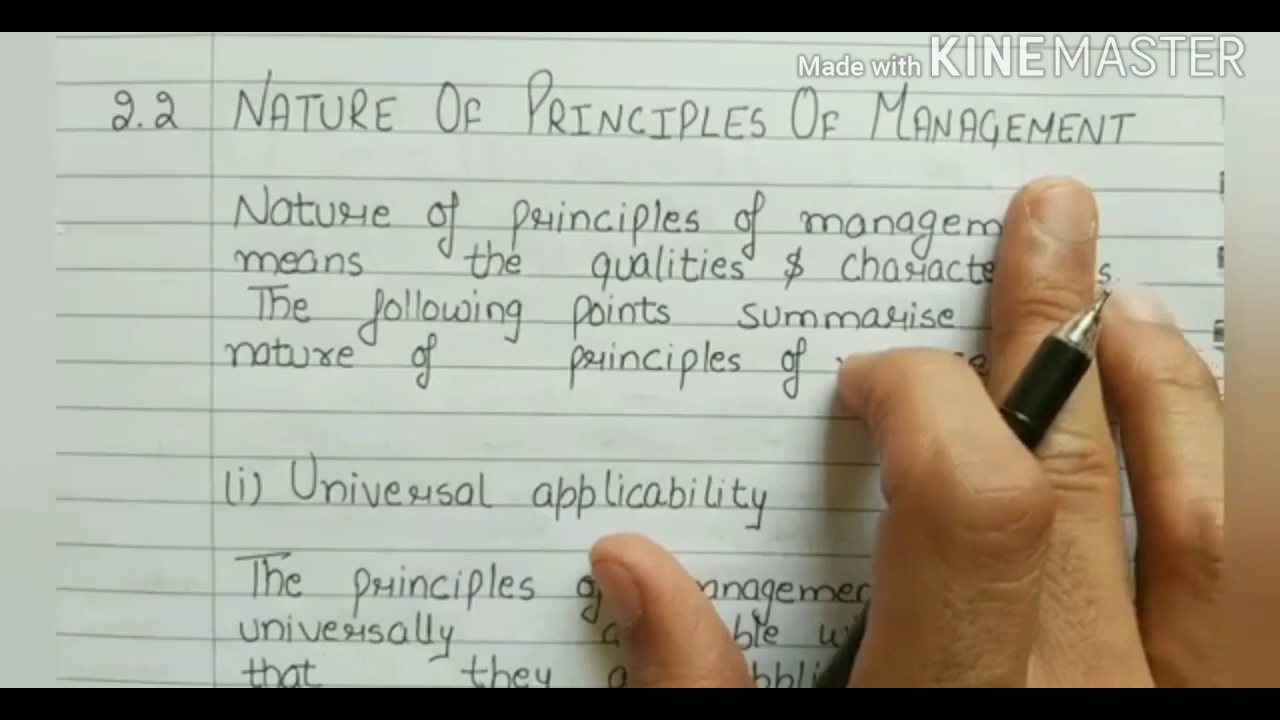 Made with KINEMASTER
2.2 NATURE OF PRINCIPLES OF MANAGEMENT
Nature of principles of managem
means the qualities & characte s.
The following points summarise
nature of principles of
(i) Universal applicability
The principles of
universally
that they